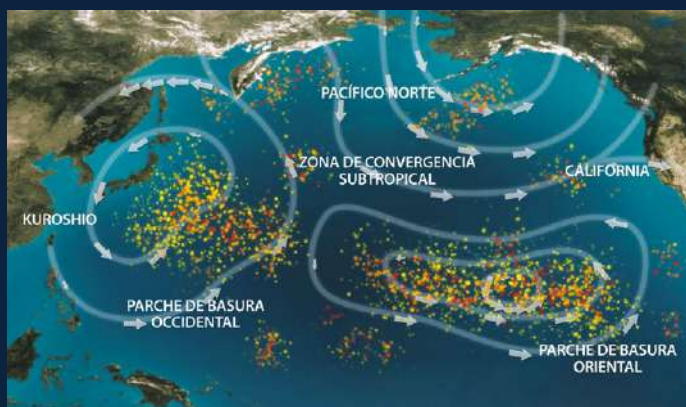 PACÍFICO NORTE
ZONA DE CONVERGENCIA
SUBTROPICAL
CALIFORNIA
KUROSHIO
PARCHE DE BASURA
OCCIDENTAL
PARCHE DE BASURA
ORIENTAL